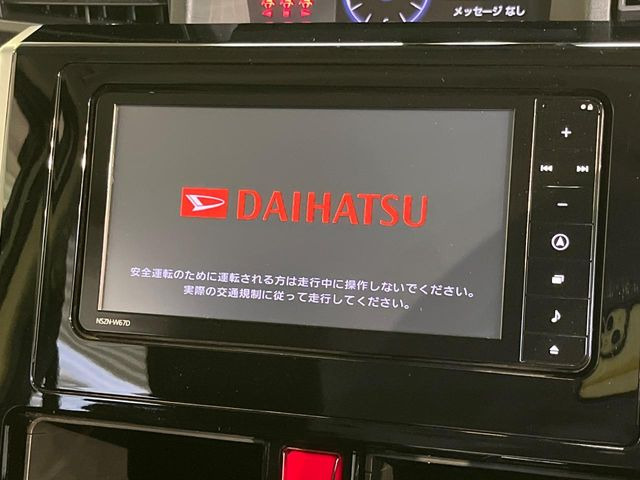 メッセージ なし
DAIHATSU
安全運転のために運転される方は走行中に操作しないでください。
実際の交通規制に従って走行してください。
NSZN-W67D